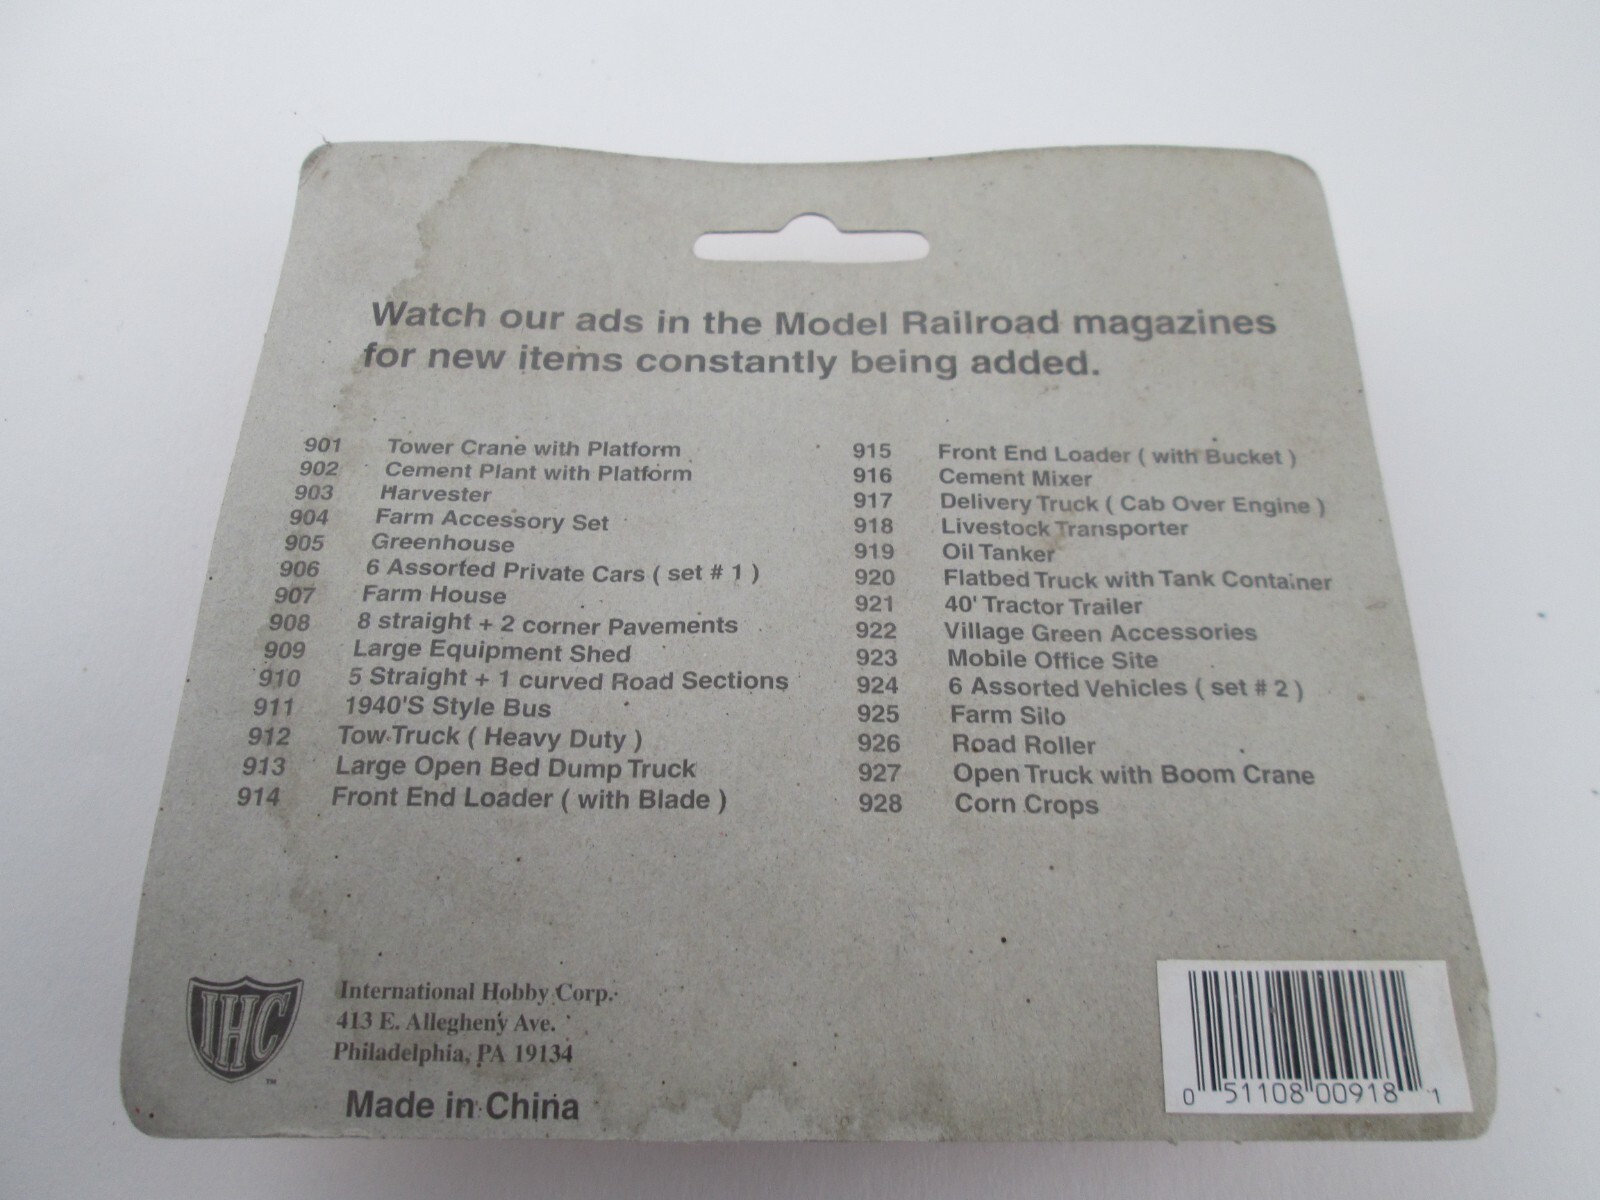 Watch our ads in the Model Railroad magazines
for new items constantly being added.
901 Tower Crane with Platform
902 Cement Plant with Platform
903 Harvester
904 Farm Accessory Set
905 Greenhouse
906 6 Assorted Private Cars ( set # 1 )
907 Farm House
908 8 straight + 2 corner Pavements
909 Large Equipment Shed
910 5 Straight + 1 curved Road Sections
911 1940'S Style Bus
912 Tow Truck ( Heavy Duty )
913 Large Open Bed Dump Truck
914 Front End Loader ( with Blade )
915 Front End Loader ( with Bucket )
916 Cement Mixer
917 Delivery Truck ( Cab Over Engine )
918 Livestock Transporter
919 Oil Tanker
920 Flatbed Truck with Tank Container
921 40' Tractor Trailer
922 Village Green Accessories
923 Mobile Office Site
924 6 Assorted Vehicles ( set # 2 )
925 Farm Silo
926 Road Roller
927 Open Truck with Boom Crane
928 Corn Crops
IHC
TM
International Hobby Corp.
413 E. Allegheny Ave.
Philadelphia, PA 19134
Made in China
0 51108 00918 1